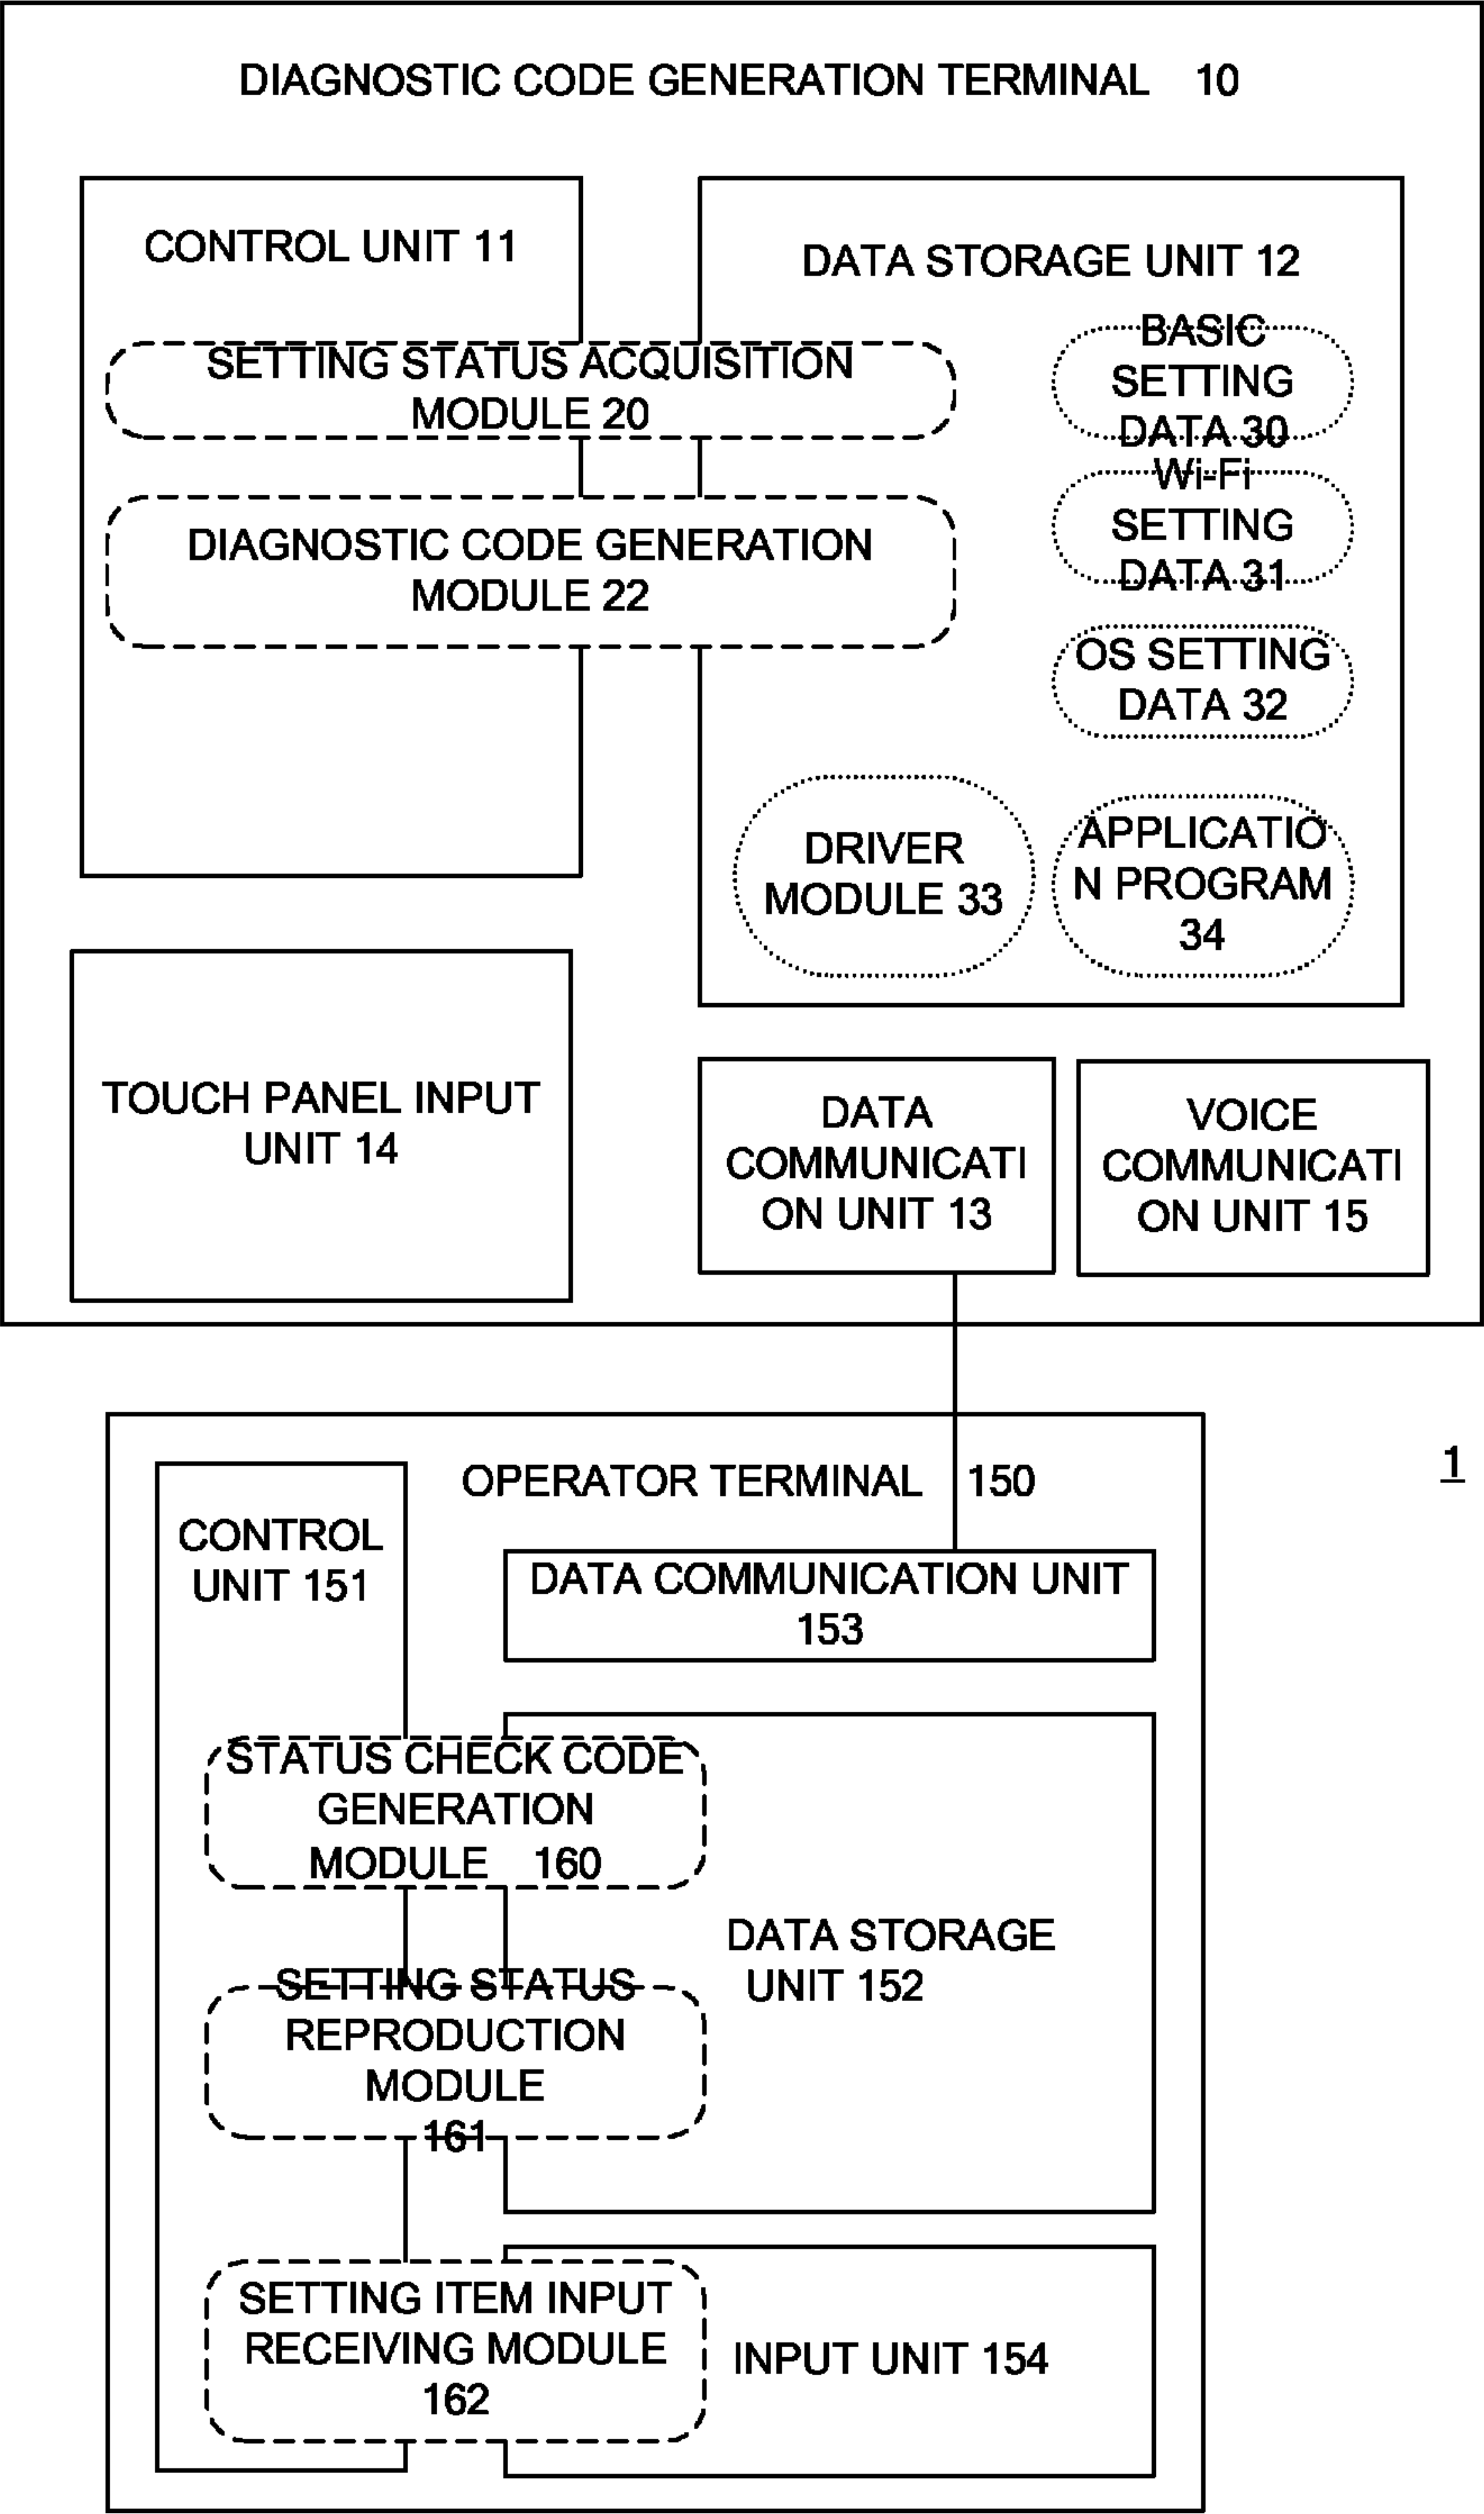 DIAGNOSTIC CODE GENERATION TERMINAL 10
CONTROL UNIT 11
DATA STORAGE UNIT 12
SETTING STATUS ACQUISITION
MODULE 20
DIAGNOSTIC CODE GENERATION
MODULE 22
BASIC
SETTING
DATA 30
Wi-Fi
SETTING
DATA 31
OS SETTING
DATA 32
DRIVER
MODULE 33
APPLICATIO
N PROGRAM
34
TOUCH PANEL INPUT
UNIT 14
DATA
COMMUNICATI
ON UNIT 13
VOICE
COMMUNICATI
ON UNIT 15
1
OPERATOR TERMINAL 150
CONTROL
UNIT 151
DATA COMMUNICATION UNIT
153
STATUS CHECK CODE
GENERATION
MODULE 160
DATA STORAGE
UNIT 152
SETTING STATUS
REPRODUCTION
MODULE
161
SETTING ITEM INPUT
RECEIVING MODULE
162
INPUT UNIT 154